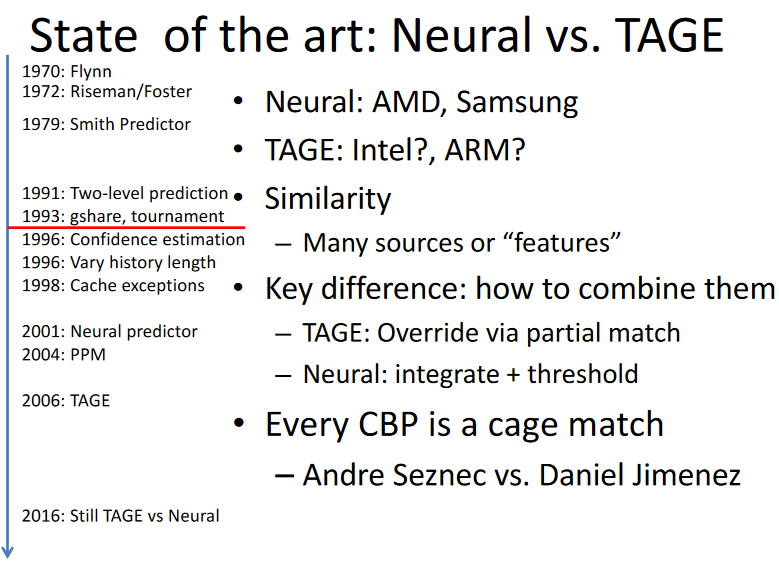 State of the art: Neural vs. TAGE
1970: Flynn
1972: Riseman/Foster
1979: Smith Predictor
1991: Two-level prediction
1993: gshare, tournament
1996: Confidence estimation
1996: Vary history length
1998: Cache exceptions
2001: Neural predictor
2004: PPM
2006: TAGE
2016: Still TAGE vs Neural
• Neural: AMD, Samsung
• TAGE: Intel?, ARM?
• Similarity
– Many sources or “features”
• Key difference: how to combine them
– TAGE: Override via partial match
– Neural: integrate + threshold
• Every CBP is a cage match
– Andre Seznec vs. Daniel Jimenez